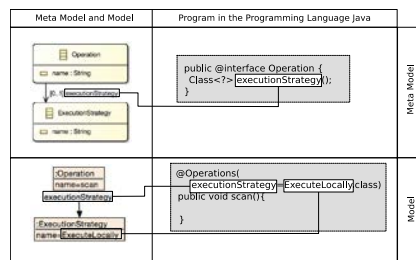 Meta Model and Model
Program in the Programming Language Java
Operation
name : String
[0, 1] executionStrategy
ExecutionStrategy
name : String
public @interface Operation {
Class<?> executionStrategy();
}
Meta Model
:Operation
name=scan
executionStrategy
:ExecutionStrategy
name=ExecuteLocally
@Operations(
executionStrategy=ExecuteLocally.class)
public void scan(){
}
Model